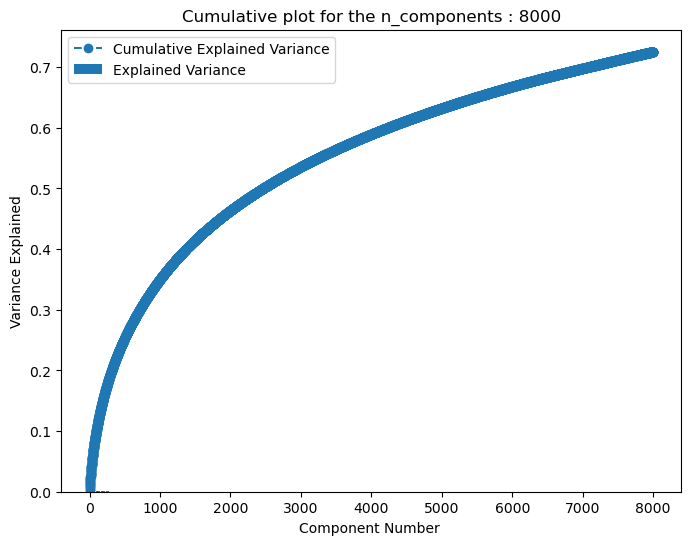 Cumulative plot for the n_components : 8000
Cumulative Explained Variance
Explained Variance
Variance Explained
0.7
0.6
0.5
0.4
0.3
0.2
0.1
0.0
0 1000 2000 3000 4000 5000 6000 7000 8000
Component Number